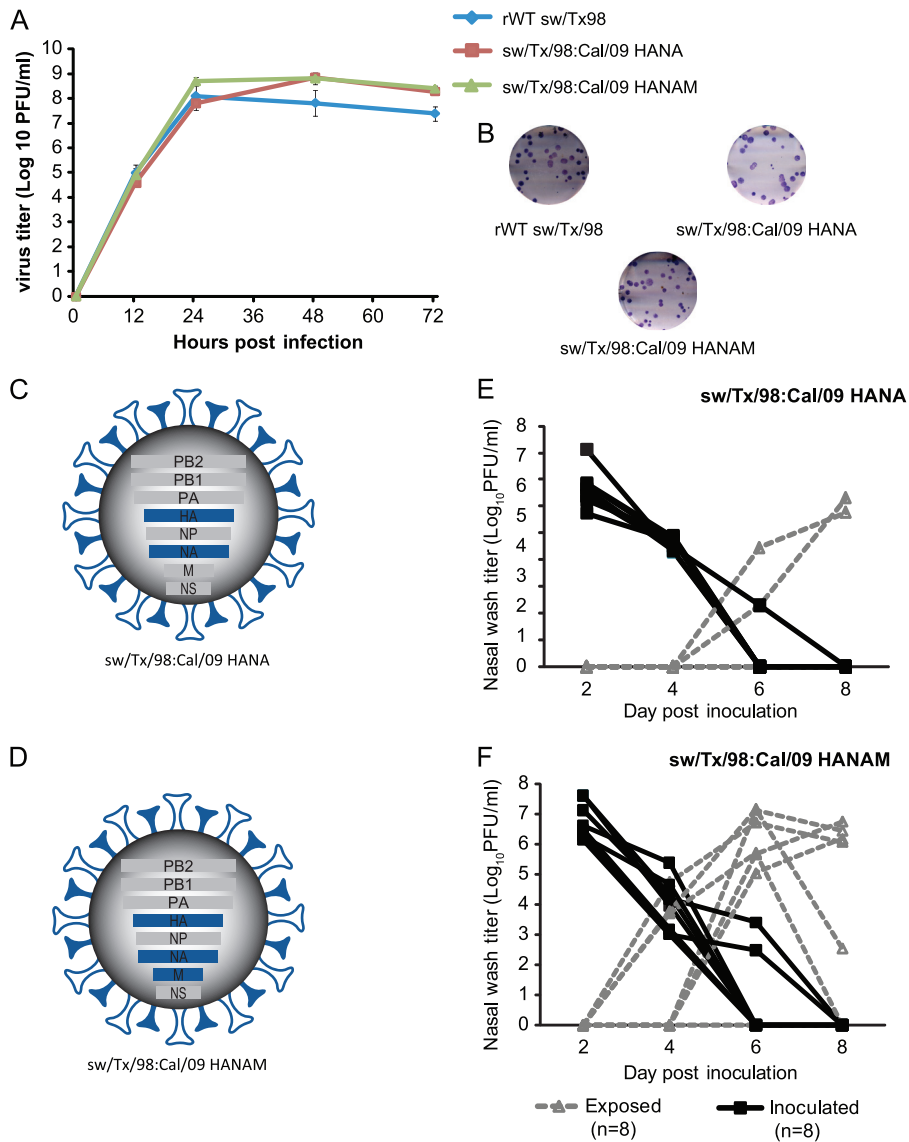 A
rWT sw/Tx98
sw/Tx/98:Cal/09 HANA
sw/Tx/98:Cal/09 HANAM
virus titer (Log 10 PFU/ml)
10
9
8
7
6
5
4
3
2
1
0
0 12 24 36 48 60 72
Hours post infection
B
rWT sw/Tx/98
sw/Tx/98:Cal/09 HANA
sw/Tx/98:Cal/09 HANAM
C
PB2
PB1
PA
HA
NP
NA
M
NS
sw/Tx/98:Cal/09 HANA
D
PB2
PB1
PA
HA
NP
NA
M
NS
sw/Tx/98:Cal/09 HANAM
E
sw/Tx/98:Cal/09 HANA
Nasal wash titer (Log10PFU/ml)
8
7
6
5
4
3
2
1
0
2 4 6 8
Day post inoculation
F
sw/Tx/98:Cal/09 HANAM
Nasal wash titer (Log10PFU/ml)
8
7
6
5
4
3
2
1
0
2 4 6 8
Day post inoculation
Exposed
(n=8)
Inoculated
(n=8)